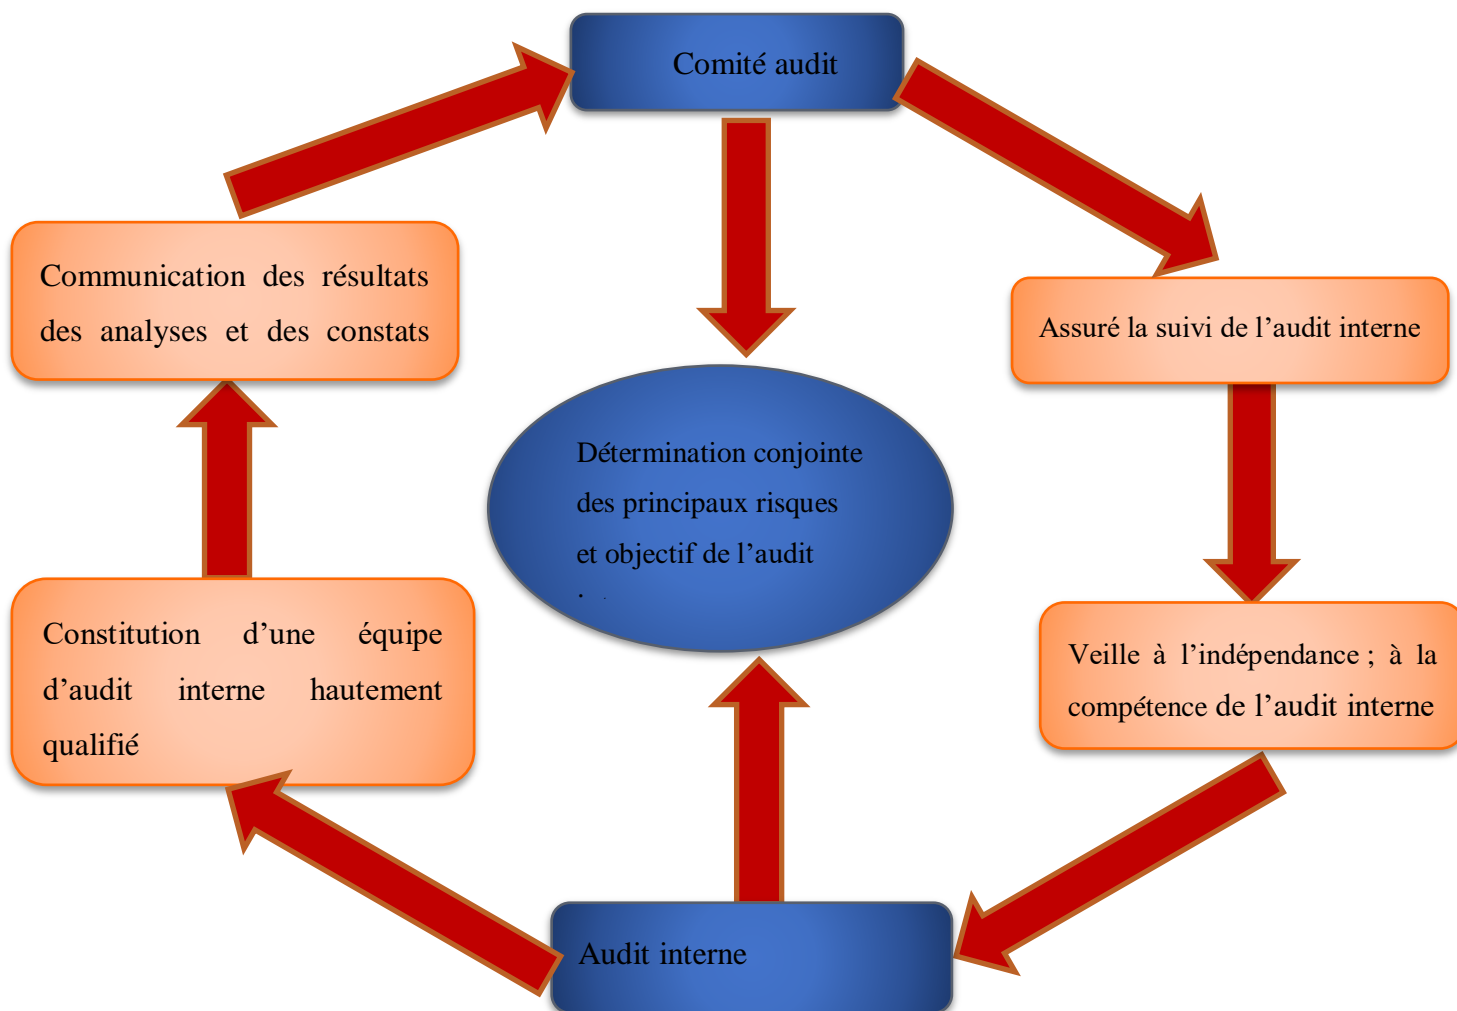 Comité audit
Communication des résultats
des analyses et des constats
Assuré la suivi de l’audit interne
Détermination conjointe
des principaux risques
et objectif de l’audit
Constitution d’une équipe
d’audit interne hautement
qualifié
Veille à l’indépendance ; à la
compétence de l’audit interne
Audit interne